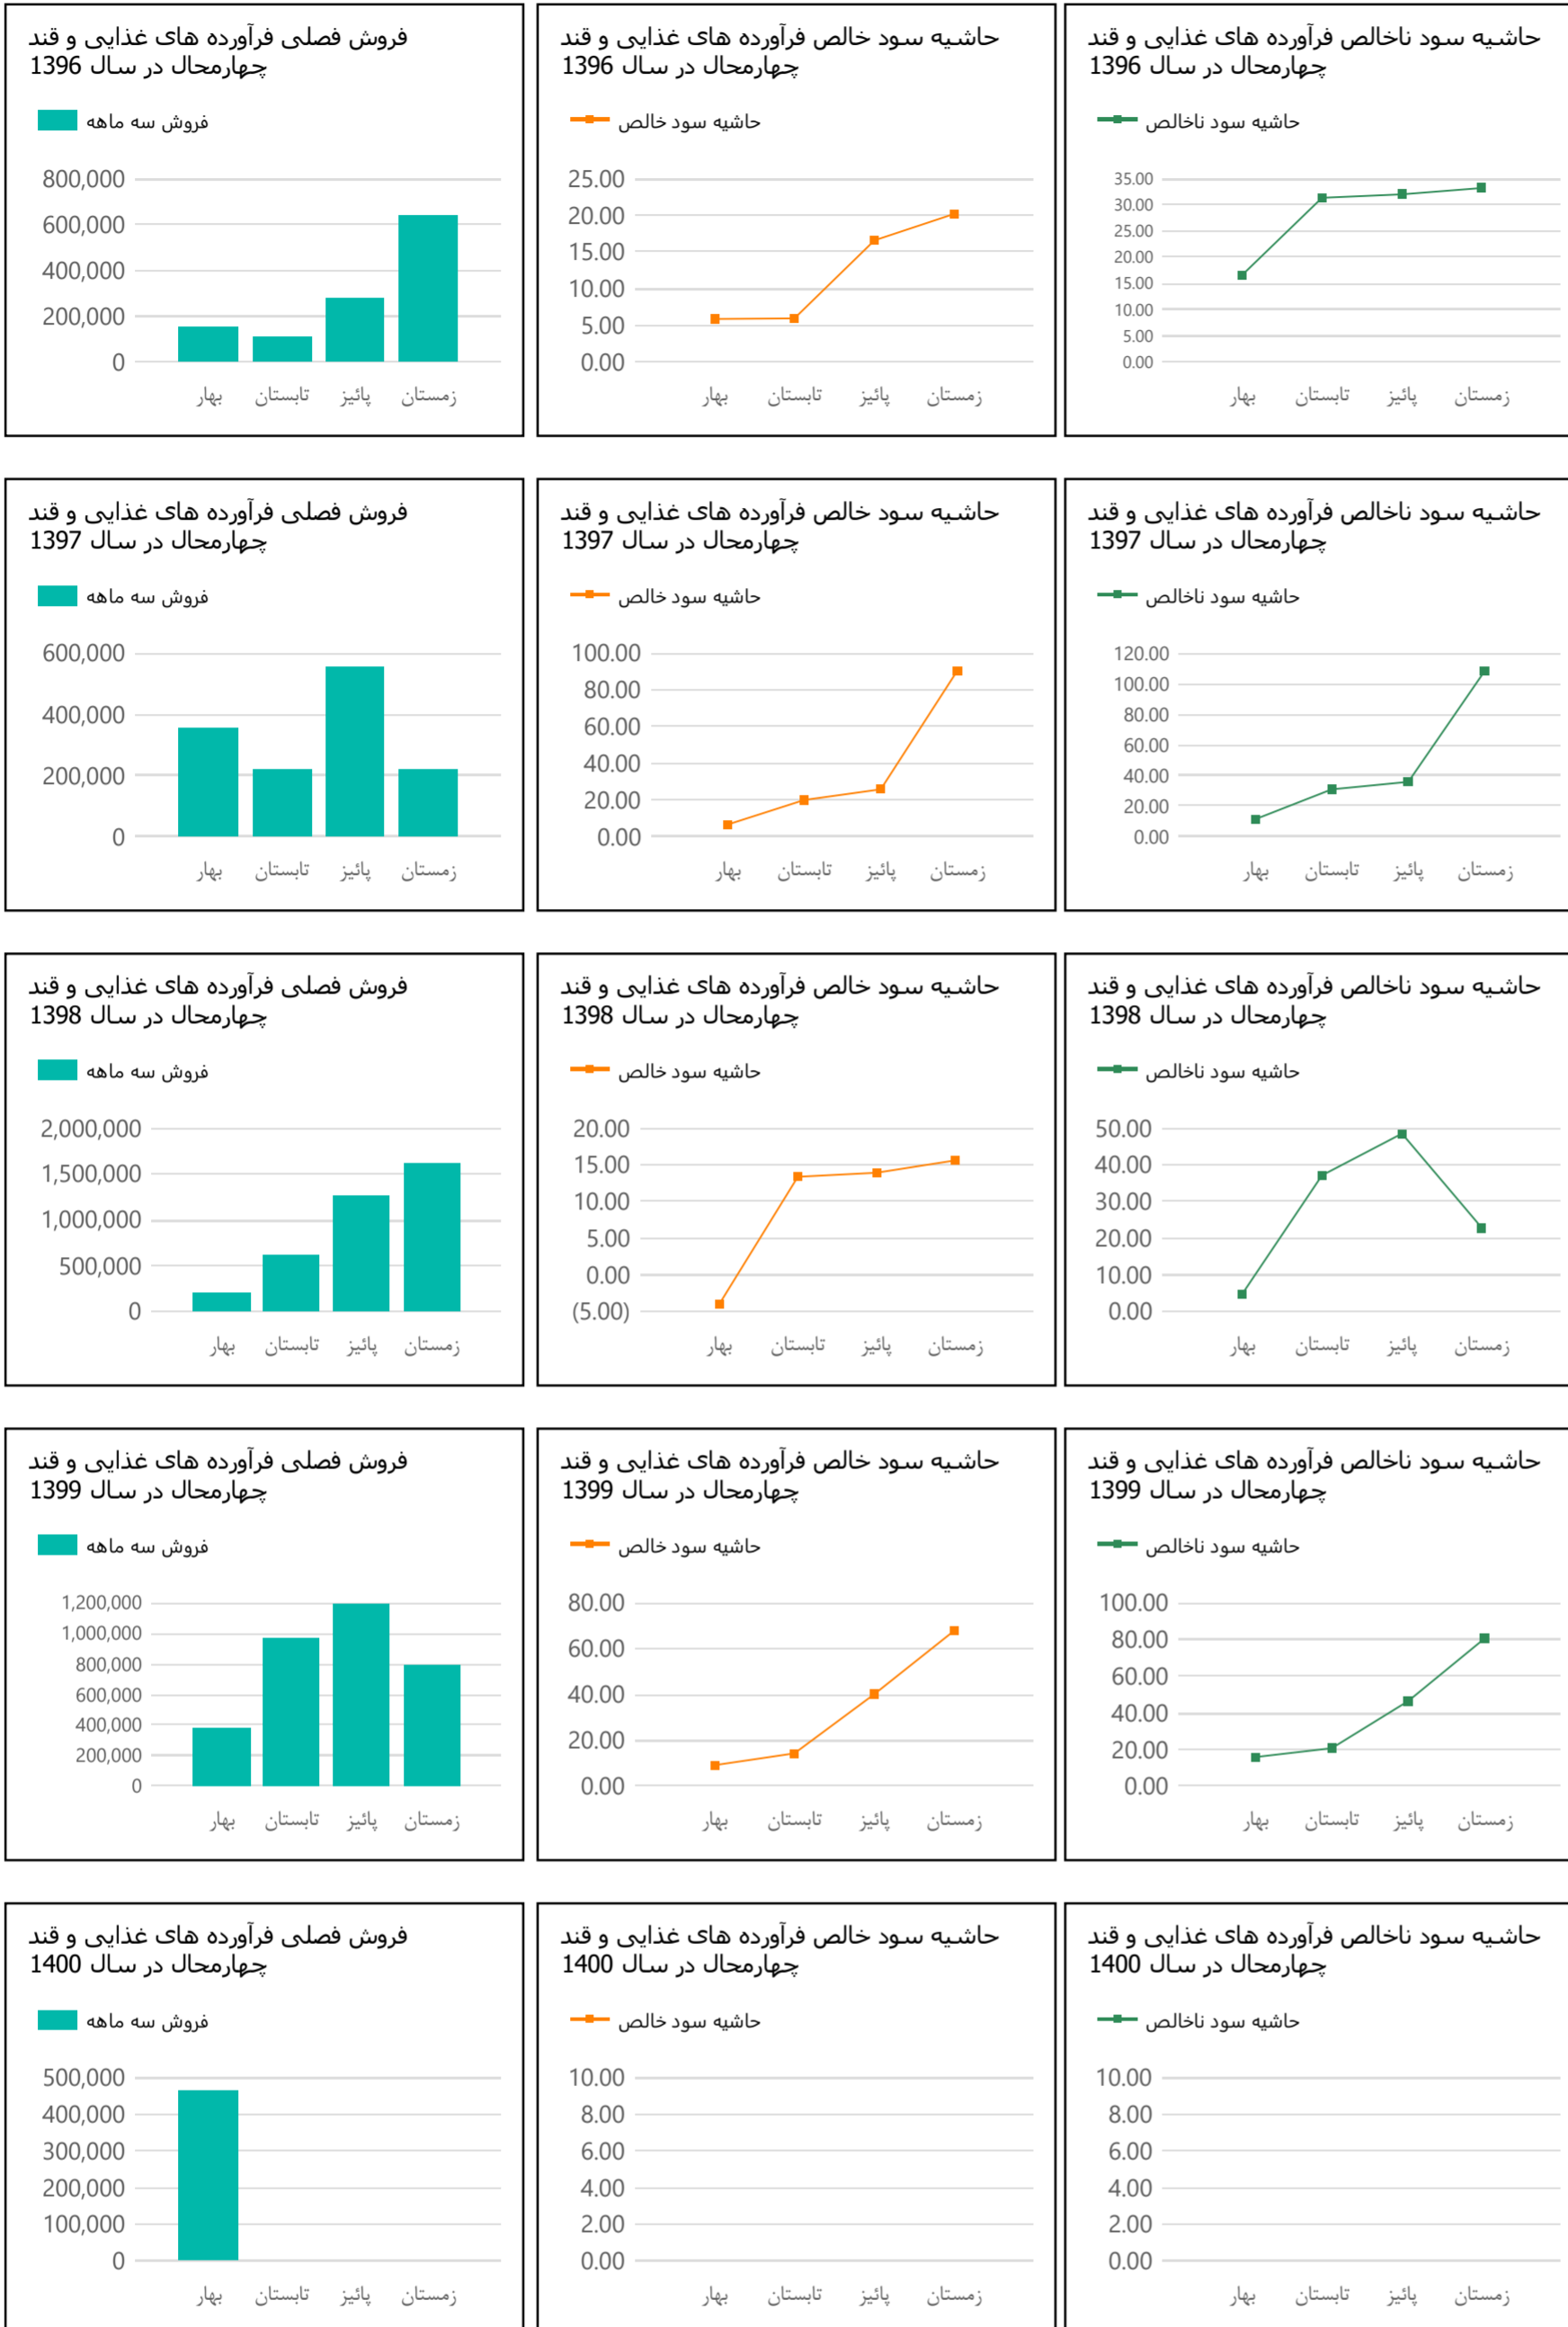 فروش فصلی فرآورده های غذایی و قند
چهارمحال در سال 1396
فروش سه ماهه
800,000
600,000
400,000
200,000
0
بهار تابستان پائیز زمستان
حاشیه سود خالص فرآورده های غذایی و قند
چهارمحال در سال 1396
حاشیه سود خالص
25.00
20.00
15.00
10.00
5.00
0.00
بهار تابستان پائیز زمستان
حاشیه سود ناخالص فرآورده های غذایی و قند
چهارمحال در سال 1396
حاشیه سود ناخالص
35.00
30.00
25.00
20.00
15.00
10.00
5.00
0.00
بهار تابستان پائیز زمستان
فروش فصلی فرآورده های غذایی و قند
چهارمحال در سال 1397
فروش سه ماهه
600,000
400,000
200,000
0
بهار تابستان پائیز زمستان
حاشیه سود خالص فرآورده های غذایی و قند
چهارمحال در سال 1397
حاشیه سود خالص
100.00
80.00
60.00
40.00
20.00
0.00
بهار تابستان پائیز زمستان
حاشیه سود ناخالص فرآورده های غذایی و قند
چهارمحال در سال 1397
حاشیه سود ناخالص
120.00
100.00
80.00
60.00
40.00
20.00
0.00
بهار تابستان پائیز زمستان
فروش فصلی فرآورده های غذایی و قند
چهارمحال در سال 1398
فروش سه ماهه
2,000,000
1,500,000
1,000,000
500,000
0
بهار تابستان پائیز زمستان
حاشیه سود خالص فرآورده های غذایی و قند
چهارمحال در سال 1398
حاشیه سود خالص
20.00
15.00
10.00
5.00
0.00
(5.00)
بهار تابستان پائیز زمستان
حاشیه سود ناخالص فرآورده های غذایی و قند
چهارمحال در سال 1398
حاشیه سود ناخالص
50.00
40.00
30.00
20.00
10.00
0.00
بهار تابستان پائیز زمستان
فروش فصلی فرآورده های غذایی و قند
چهارمحال در سال 1399
فروش سه ماهه
1,200,000
1,000,000
800,000
600,000
400,000
200,000
0
بهار تابستان پائیز زمستان
حاشیه سود خالص فرآورده های غذایی و قند
چهارمحال در سال 1399
حاشیه سود خالص
80.00
60.00
40.00
20.00
0.00
بهار تابستان پائیز زمستان
حاشیه سود ناخالص فرآورده های غذایی و قند
چهارمحال در سال 1399
حاشیه سود ناخالص
100.00
80.00
60.00
40.00
20.00
0.00
بهار تابستان پائیز زمستان
فروش فصلی فرآورده های غذایی و قند
چهارمحال در سال 1400
فروش سه ماهه
500,000
400,000
300,000
200,000
100,000
0
بهار تابستان پائیز زمستان
حاشیه سود خالص فرآورده های غذایی و قند
چهارمحال در سال 1400
حاشیه سود خالص
10.00
8.00
6.00
4.00
2.00
0.00
بهار تابستان پائیز زمستان
حاشیه سود ناخالص فرآورده های غذایی و قند
چهارمحال در سال 1400
حاشیه سود ناخالص
10.00
8.00
6.00
4.00
2.00
0.00
بهار تابستان پائیز زمستان